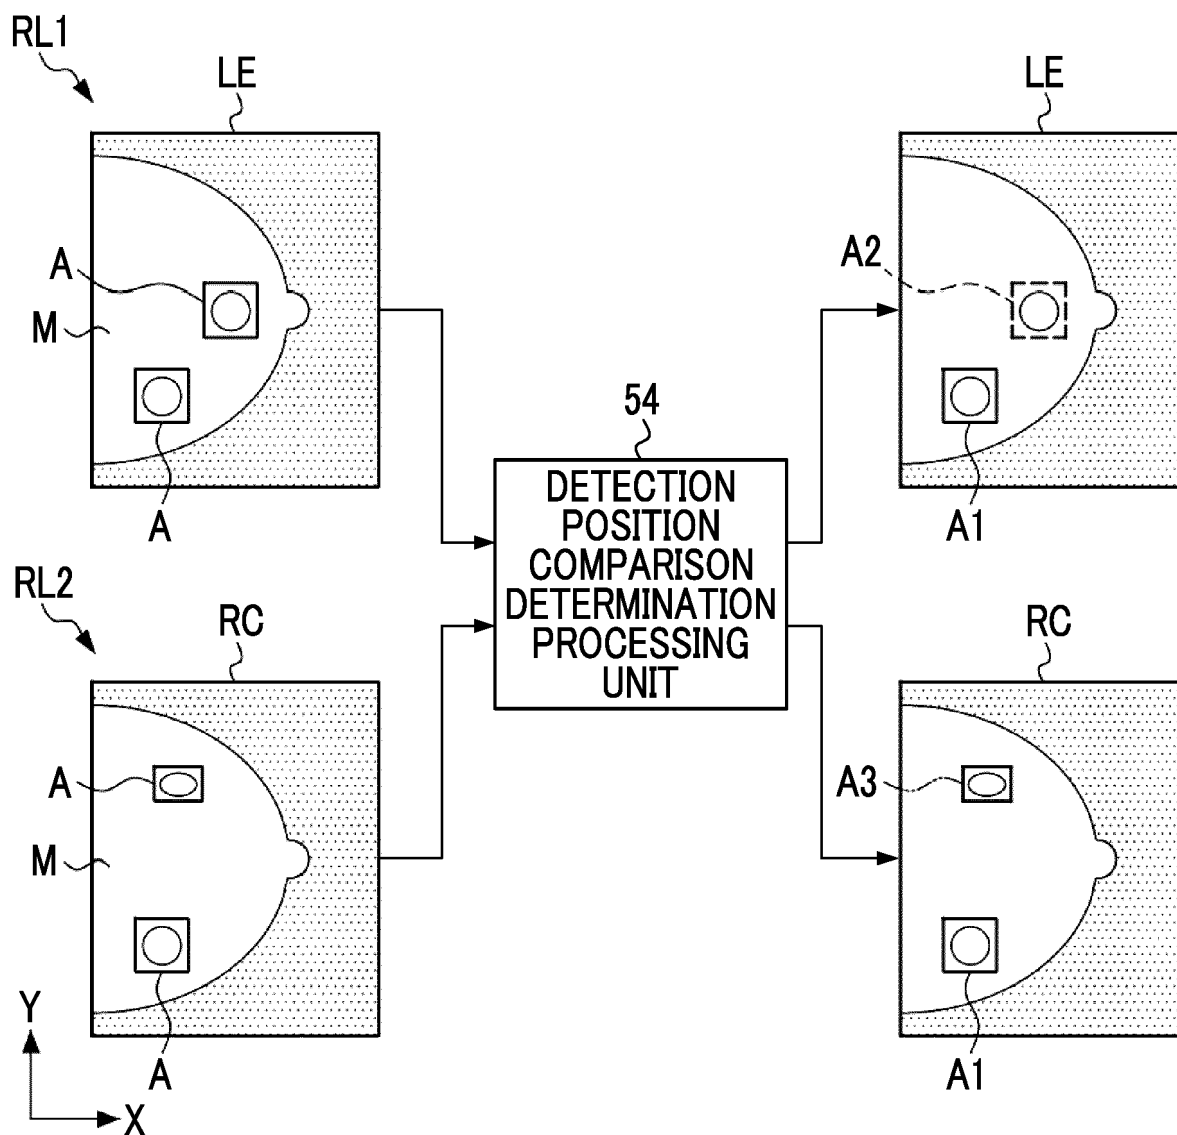 RL1
LE
LE
A
A2
M
A
A1
54
DETECTION
POSITION
COMPARISON
DETERMINATION
PROCESSING
UNIT
RL2
RC
RC
A
A3
M
A
A1
Y
X